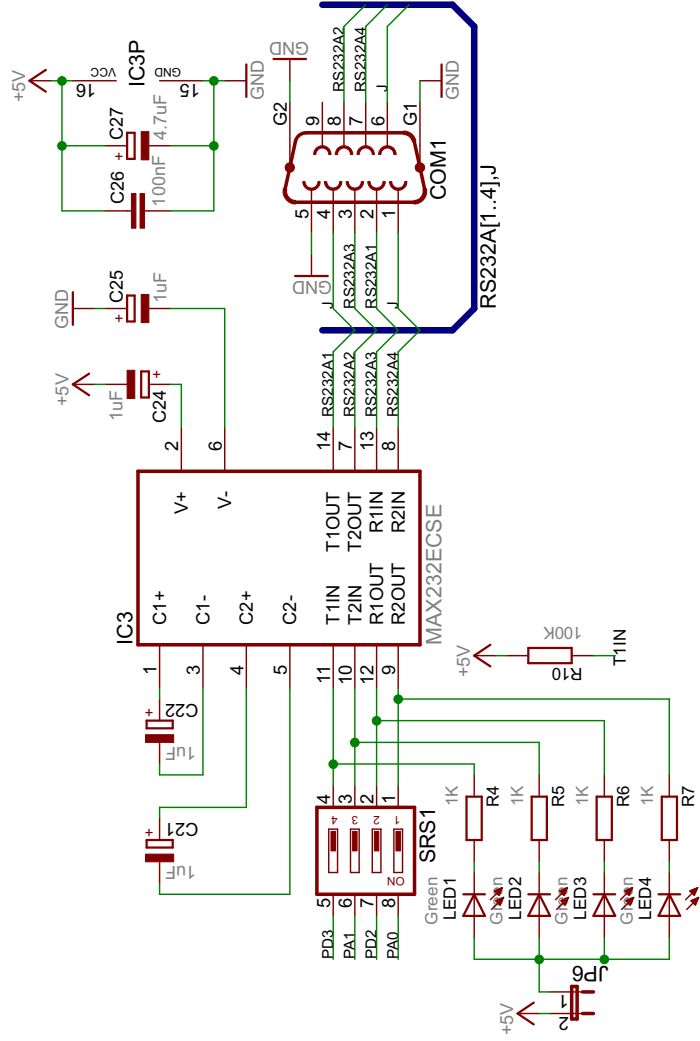 +5V
16
VCC
IC3P
GND
15
GND
C27
4.7uF
+
C26
100nF
GND
C25
1uF
+
+5V
1uF
C24
+
GND
G2
9
8
7
6
G1
GND
RS232A2
RS232A4
J
COM1
5
4
3
2
1
GND
J
RS232A3
RS232A1
J
RS232A[1..4],J
RS232A1
RS232A2
RS232A3
RS232A4
2
6
14
7
13
8
IC3
V+
V-
C1+
C1-
C2+
C2-
T1OUT
T2OUT
R1IN
R2IN
T1IN
T2IN
R1OUT
R2OUT
MAX232ECSE
1
3
4
5
11
10
12
9
+
C22
1uF
+
C21
1uF
+5V
100K
R10
T1IN
4
3
2
1
4
3
2
1
ON
SRS1
5
6
7
8
PD3
PA1
PD2
PA0
1K
R4
1K
R5
1K
R6
1K
R7
Green
LED1
Green
LED2
Green
LED3
Green
LED4
JP6
1
2
+5V